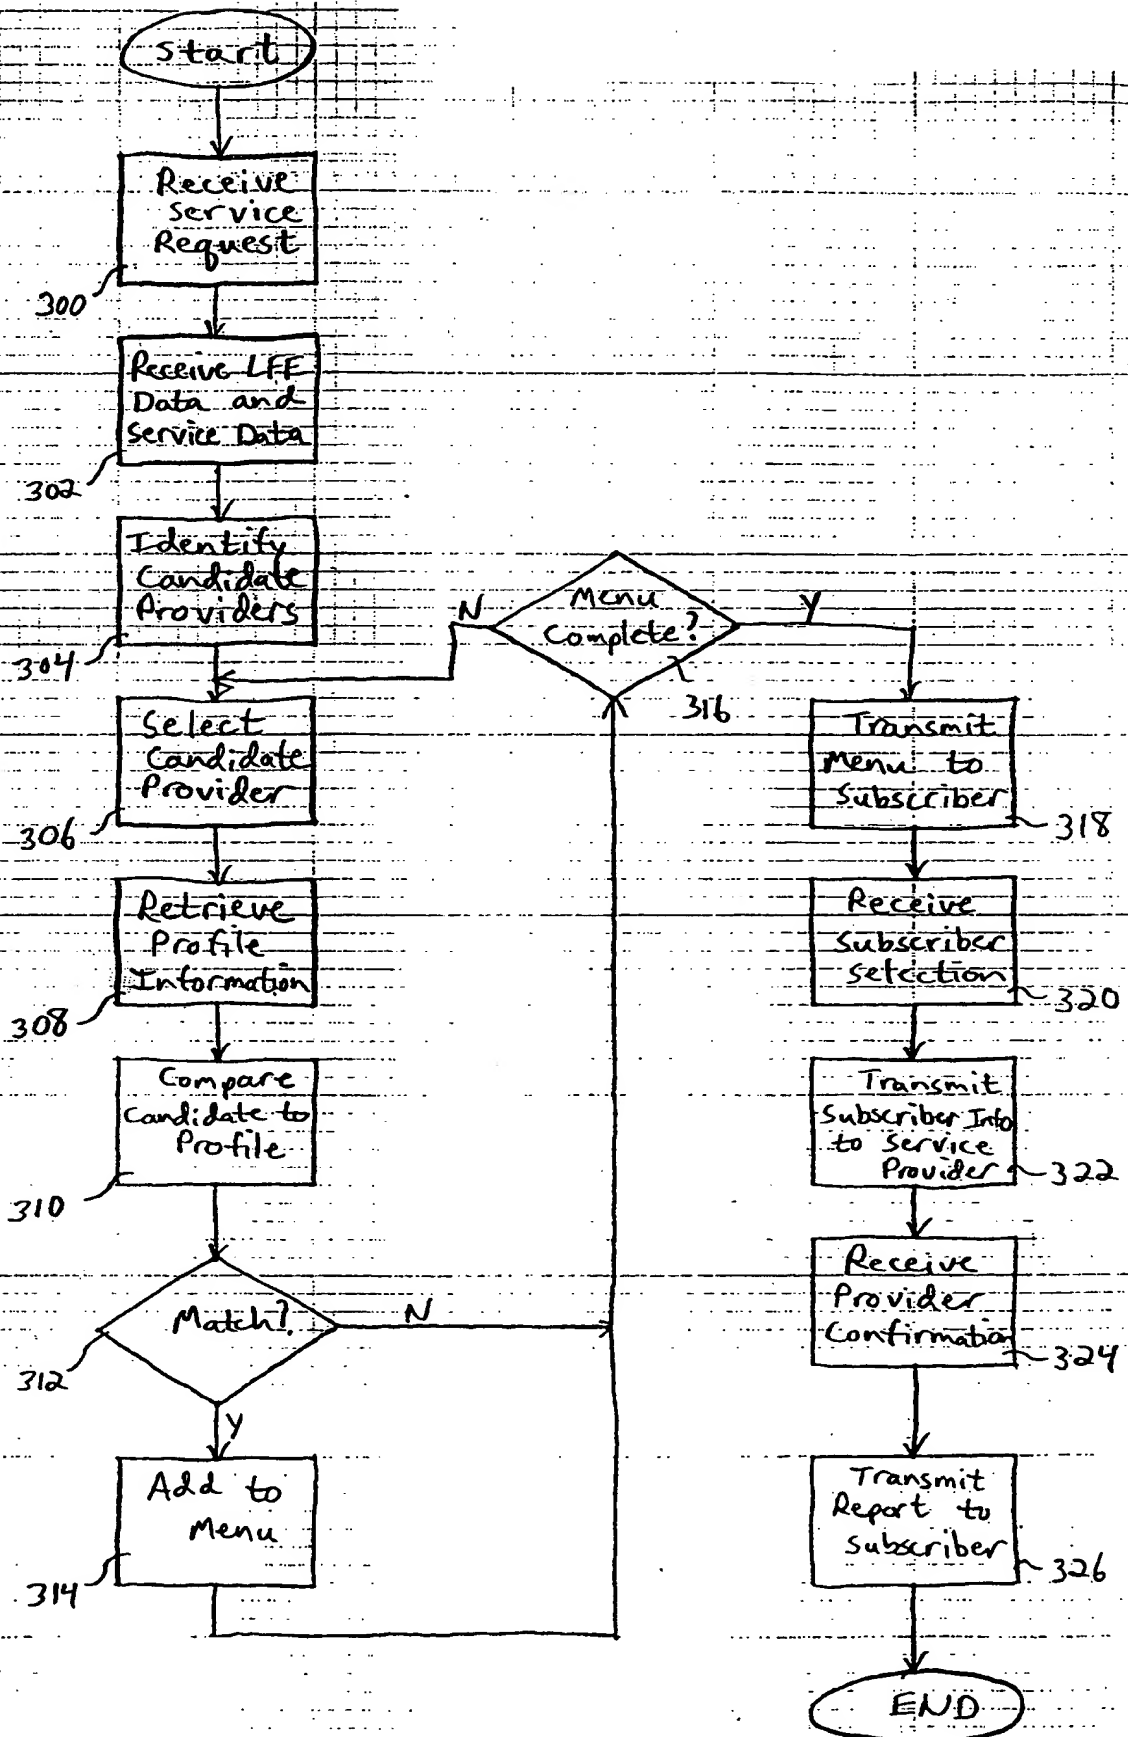 Start
Receive
Service
Request
300
Receive LFE
Data and
Service Data
302
Identify
Candidate
Providers
304
Select
Candidate
Provider
306
Retrieve
Profile
Information
308
Compare
Candidate to
Profile
310
Match?
N
312
Y
Add to
Menu
314
Menu
Complete?
N
Y
316
Transmit
Menu to
Subscriber
318
Receive
Subscriber
Selection
320
Transmit
Subscriber Info
to Service
Provider
322
Receive
Provider
Confirmation
324
Transmit
Report to
Subscriber
326
END